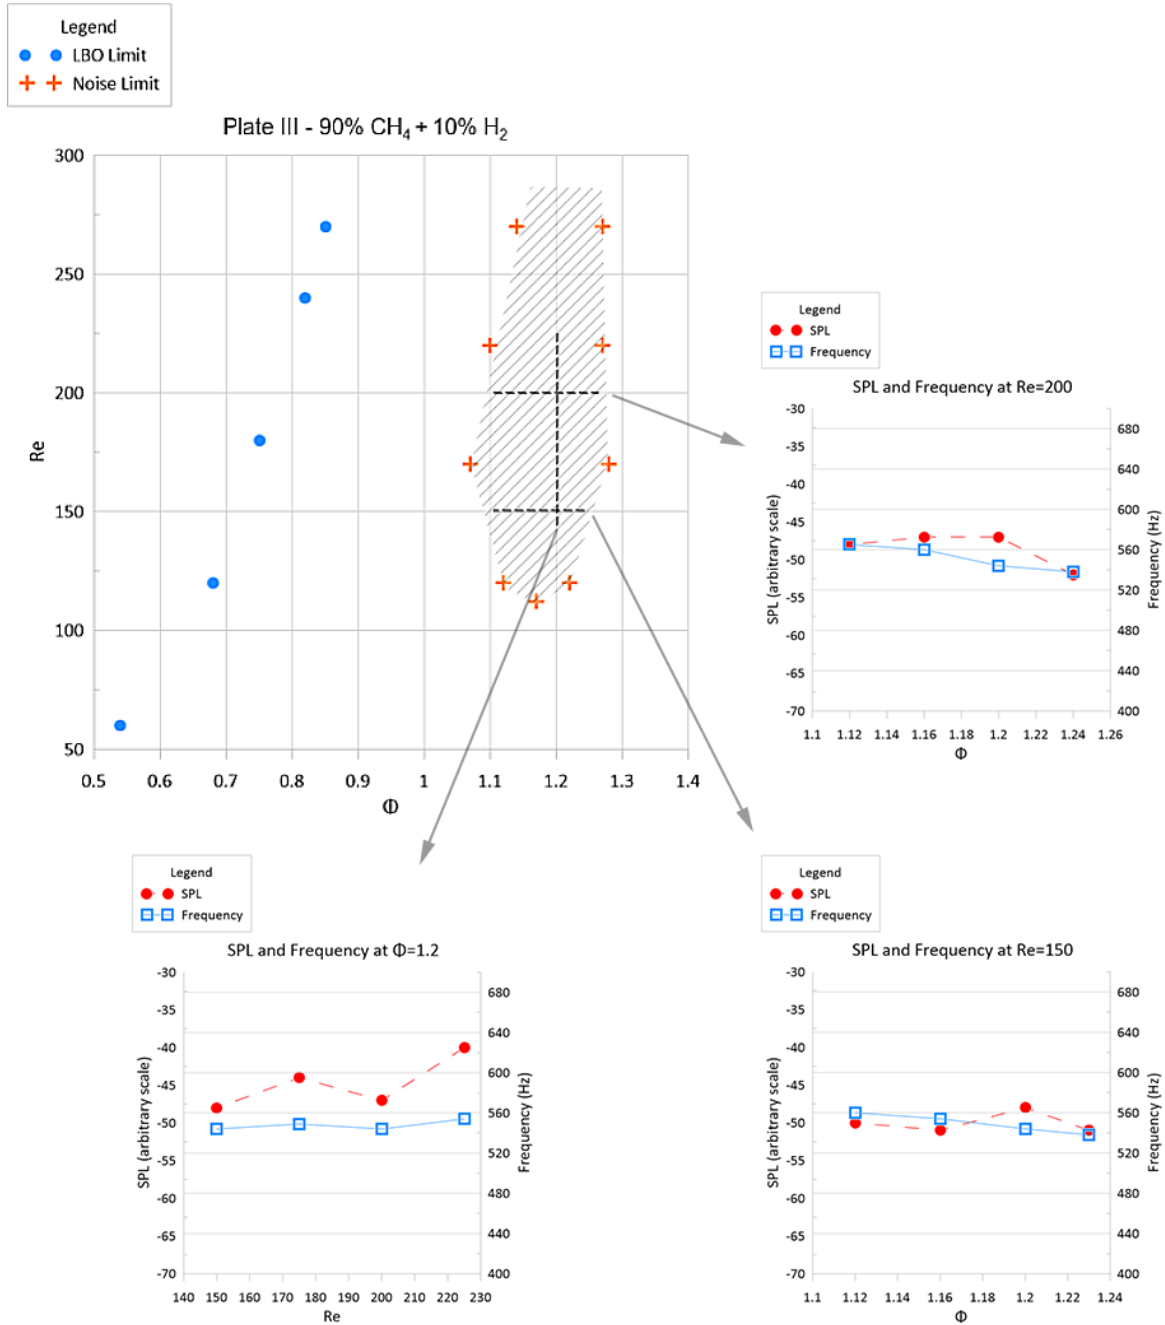 Legend
LBO Limit
Noise Limit
Plate III - 90% CH₄ + 10% H₂
300
250
200
150
100
50
Re
0.5 0.6 0.7 0.8 0.9 1 1.1 1.2 1.3 1.4
Φ
Legend
SPL
Frequency
SPL and Frequency at Re=200
-30
-35
-40
-45
-50
-55
-60
-65
-70
SPL (arbitrary scale)
680
640
600
560
520
480
440
400
Frequency (Hz)
1.1 1.12 1.14 1.16 1.18 1.2 1.22 1.24 1.26
Φ
Legend
SPL
Frequency
SPL and Frequency at Φ=1.2
-30
-35
-40
-45
-50
-55
-60
-65
-70
SPL (arbitrary scale)
680
640
600
560
520
480
440
400
Frequency (Hz)
140 150 160 170 180 190 200 210 220 230
Re
Legend
SPL
Frequency
SPL and Frequency at Re=150
-30
-35
-40
-45
-50
-55
-60
-65
-70
SPL (arbitrary scale)
680
640
600
560
520
480
440
400
Frequency (Hz)
1.1 1.12 1.14 1.16 1.18 1.2 1.22 1.24
Φ